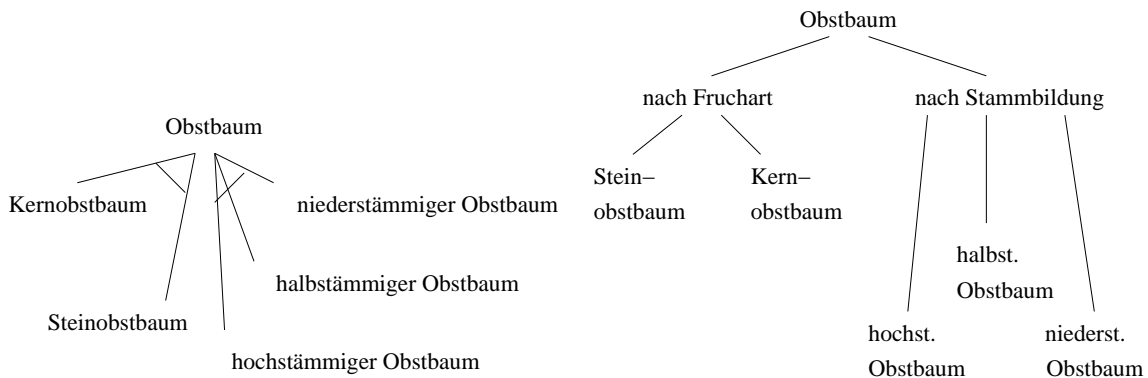 Obstbaum
Kernobstbaum
niederstämmiger Obstbaum
halbstämmiger Obstbaum
Steinobstbaum
hochstämmiger Obstbaum
Obstbaum
nach Fruchart
nach Stammbildung
Stein–
obstbaum
Kern–
obstbaum
halbst.
Obstbaum
hochst.
Obstbaum
niederst.
Obstbaum